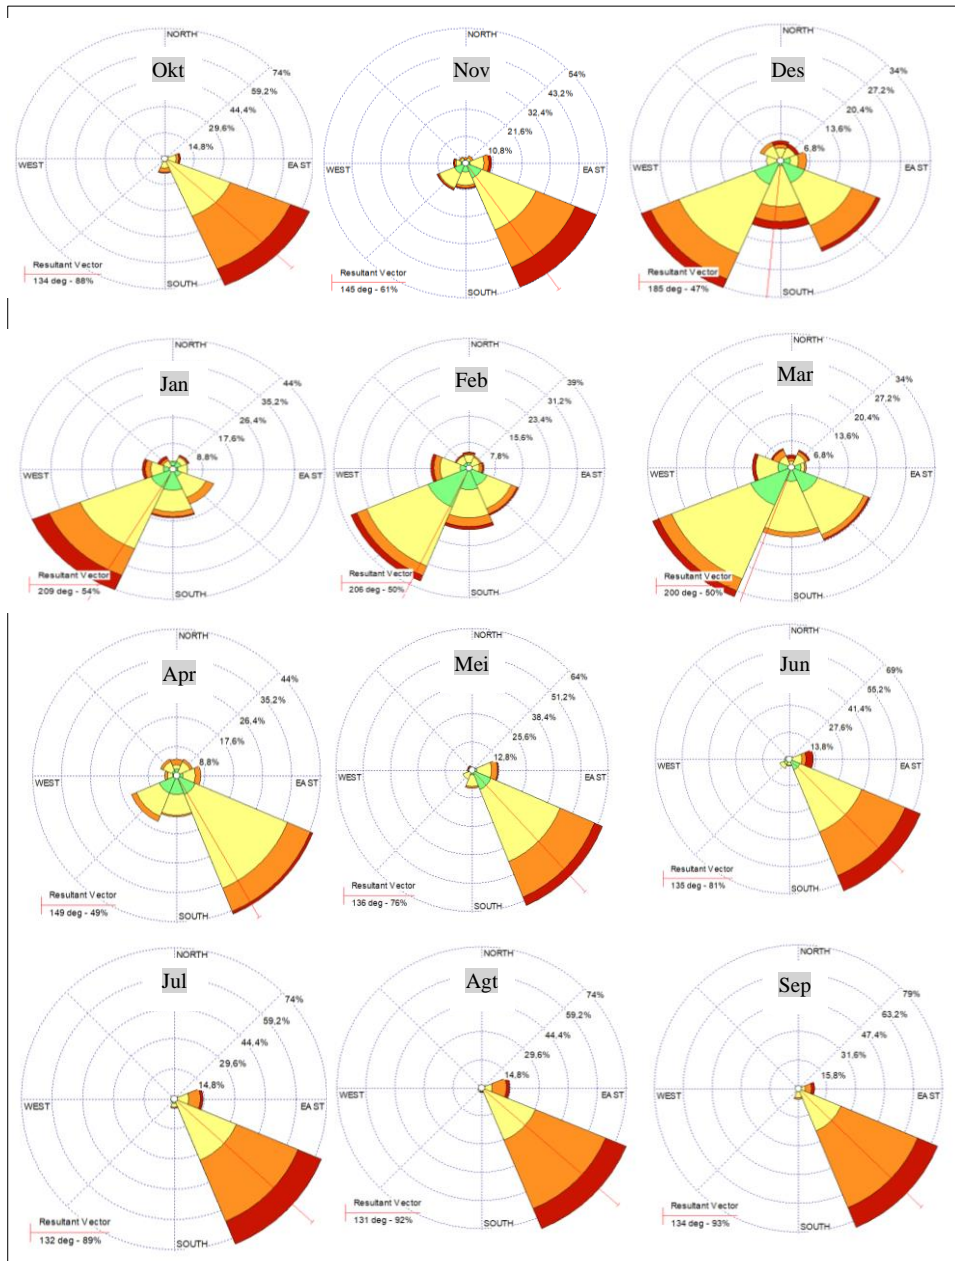 NORTH
Okt
74%
59.2%
44.4%
29.6%
14.8%
WEST
EAST
Resultant Vector
134 deg - 88%
SOUTH
NORTH
Nov
54%
43.2%
32.4%
21.6%
10.8%
WEST
EAST
Resultant Vector
145 deg - 61%
SOUTH
NORTH
Des
34%
27.2%
20.4%
13.6%
6.8%
WEST
EAST
Resultant Vector
185 deg - 47%
SOUTH
NORTH
Jan
44%
35.2%
26.4%
17.6%
8.8%
WEST
EAST
Resultant Vector
209 deg - 54%
SOUTH
NORTH
Feb
39%
31.2%
23.4%
15.6%
7.8%
WEST
EAST
Resultant Vector
206 deg - 50%
SOUTH
NORTH
Mar
34%
27.2%
20.4%
13.6%
6.8%
WEST
EAST
Resultant Vector
200 deg - 50%
SOUTH
NORTH
Apr
44%
35.2%
26.4%
17.6%
8.8%
WEST
EAST
Resultant Vector
149 deg - 49%
SOUTH
NORTH
Mei
64%
51.2%
38.4%
25.6%
12.8%
WEST
EAST
Resultant Vector
136 deg - 76%
SOUTH
NORTH
Jun
69%
55.2%
41.4%
27.6%
13.8%
WEST
EAST
Resultant Vector
135 deg - 81%
SOUTH
NORTH
Jul
74%
59.2%
44.4%
29.6%
14.8%
WEST
EAST
Resultant Vector
132 deg - 89%
SOUTH
NORTH
Agt
74%
59.2%
44.4%
29.6%
14.8%
WEST
EAST
Resultant Vector
131 deg - 92%
SOUTH
NORTH
Sep
79%
63.2%
47.4%
31.6%
15.8%
WEST
EAST
Resultant Vector
134 deg - 93%
SOUTH